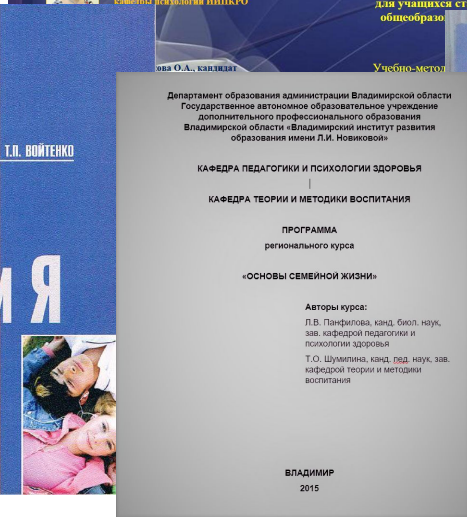 кафедры психологии ИИПКРО
для учащихся ст
общеобразо
ова О.А., кандидат
Учебно-метод
Т.П. ВОЙТЕНКО
и Я
Департамент образования администрации Владимирской области
Государственное автономное образовательное учреждение
дополнительного профессионального образования
Владимирской области «Владимирский институт развития
образования имени Л.И. Новиковой»
КАФЕДРА ПЕДАГОГИКИ И ПСИХОЛОГИИ ЗДОРОВЬЯ
КАФЕДРА ТЕОРИИ И МЕТОДИКИ ВОСПИТАНИЯ
ПРОГРАММА
регионального курса
«ОСНОВЫ СЕМЕЙНОЙ ЖИЗНИ»
Авторы курса:
Л.В. Панфилова, канд. биол. наук,
зав. кафедрой педагогики и
психологии здоровья
Т.О. Шумилина, канд. пед. наук, зав.
кафедрой теории и методики
воспитания
ВЛАДИМИР
2015